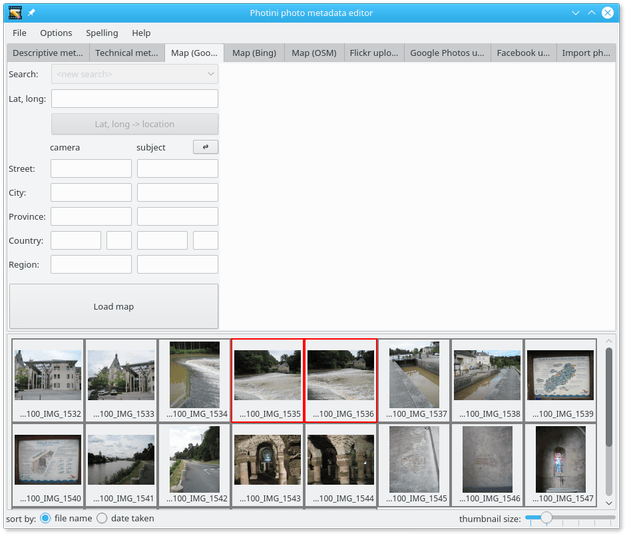 Photini photo metadata editor
File Options Spelling Help
Descriptive met... Technical met... Map (Goo... Map (Bing) Map (OSM) Flickr uplo... Google Photos u... Facebook u... Import ph...
Search: <new search>
Lat, long:
Lat, long -> location
camera subject
Street:
City:
Province:
Country:
Region:
Load map
...100_IMG_1532 ...100_IMG_1533 ...100_IMG_1534 ...100_IMG_1535 ...100_IMG_1536 ...100_IMG_1537 ...100_IMG_1538 ...100_IMG_1539
...100_IMG_1540 ...100_IMG_1541 ...100_IMG_1542 ...100_IMG_1543 ...100_IMG_1544 ...100_IMG_1545 ...100_IMG_1546 ...100_IMG_1547
sort by: file name date taken thumbnail size: